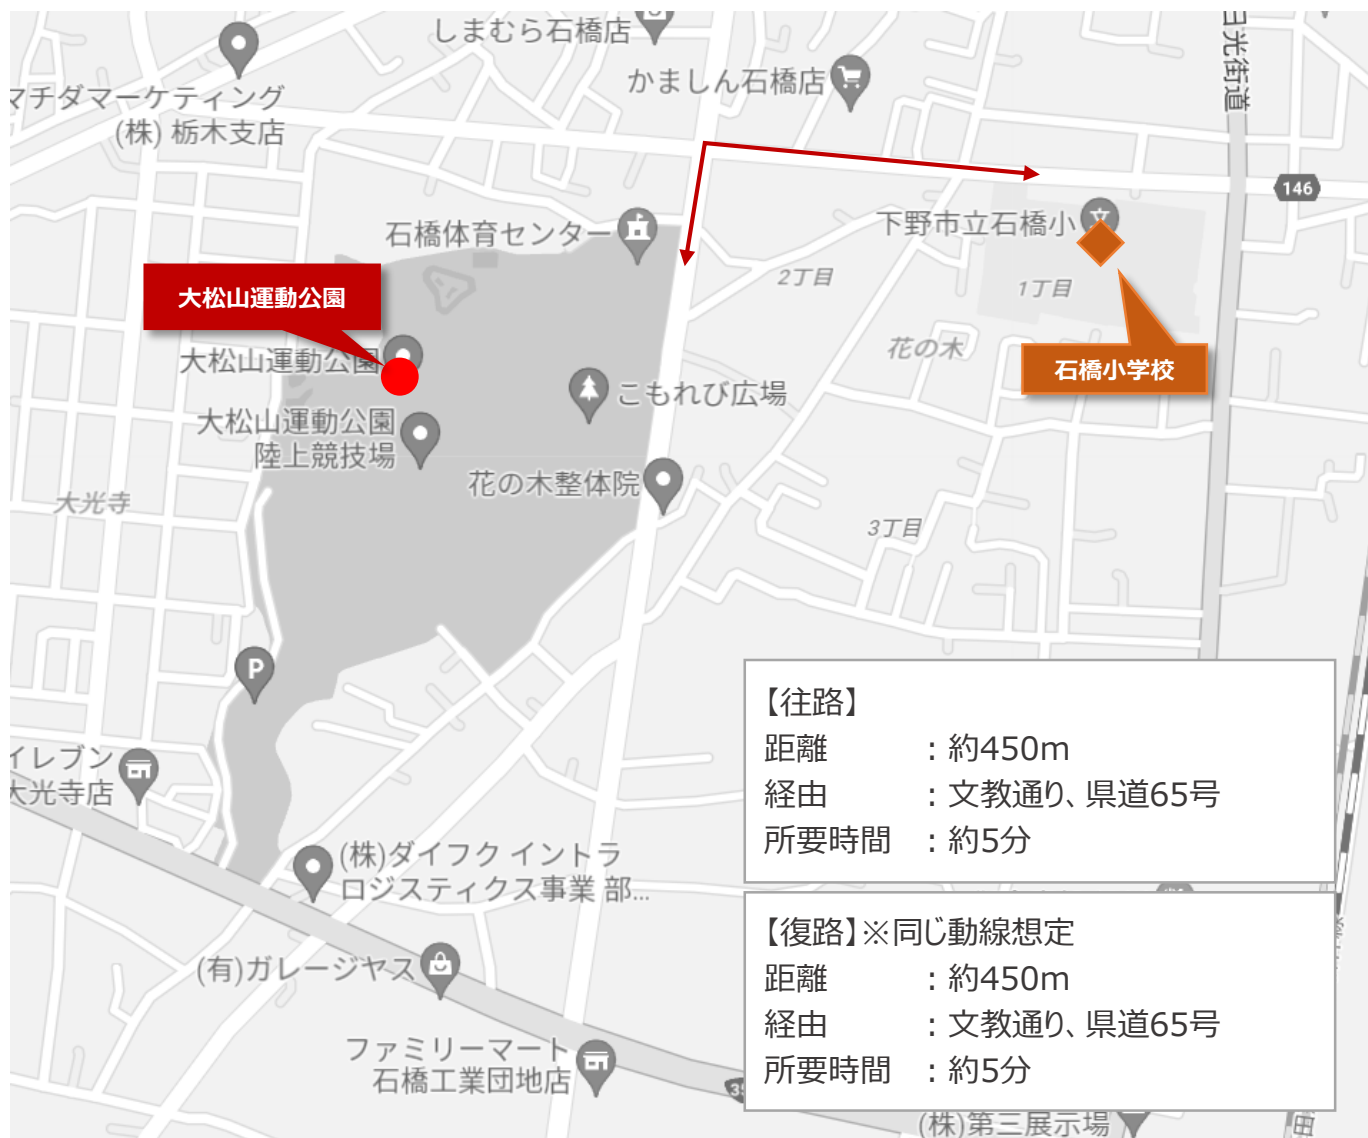 しまむら石橋店
かましん石橋店
日光街道
マチダマーケティング
(株) 栃木支店
146
石橋体育センター
下野市立石橋小
文
2丁目
1丁目
大松山運動公園
大松山運動公園
花の木
石橋小学校
こもれび広場
大松山運動公園
陸上競技場
花の木整体院
大光寺
3丁目
P
イレブン
大光寺店
【往路】
距離 : 約450m
経由 : 文教通り、県道65号
所要時間 : 約5分
(株)ダイフク イントラ
ロジスティクス事業 部...
【復路】※同じ動線想定
距離 : 約450m
経由 : 文教通り、県道65号
所要時間 : 約5分
(有)ガレージヤス
ファミリーマート
石橋工業団地店
(株)第三展示場
田